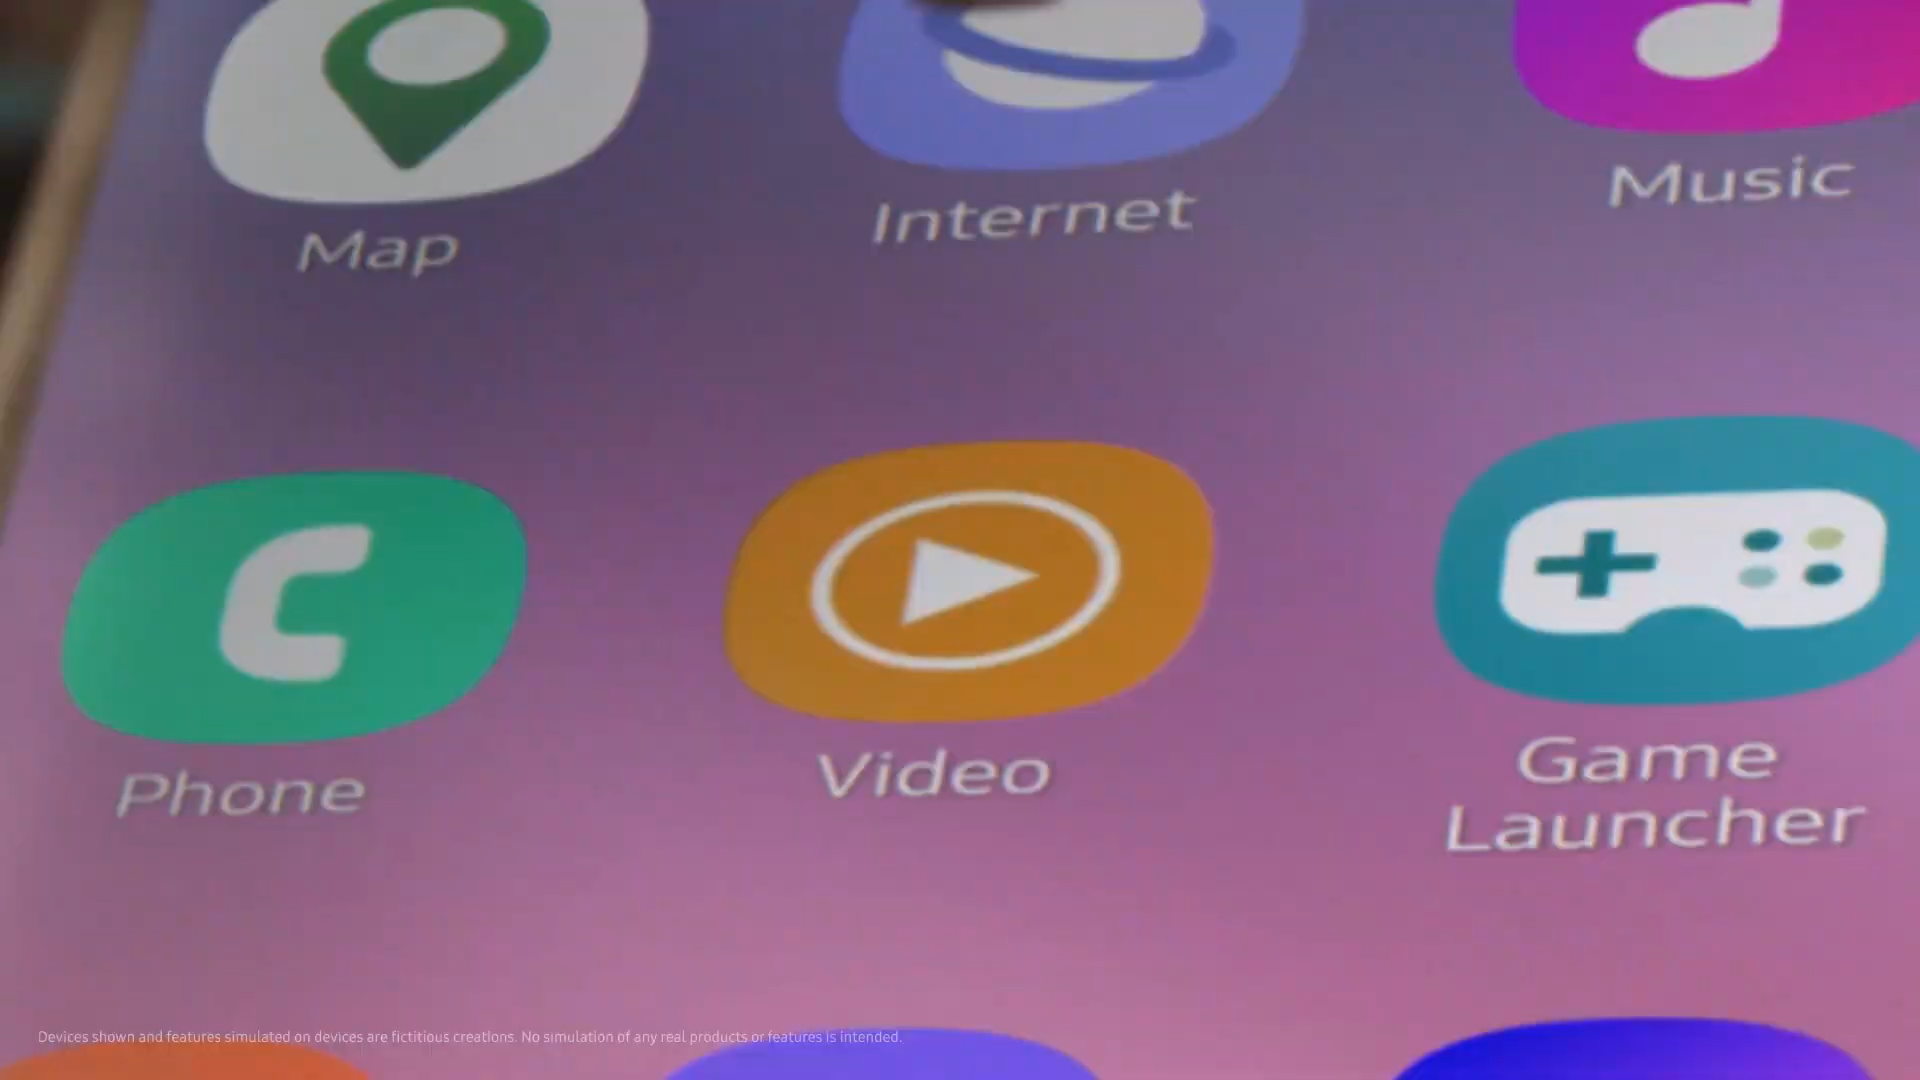 Map
Internet
Music
Phone
Video
Game
Launcher
Devices shown and features simulated on devices are fictitious creations. No simulation of any real products or features is intended.